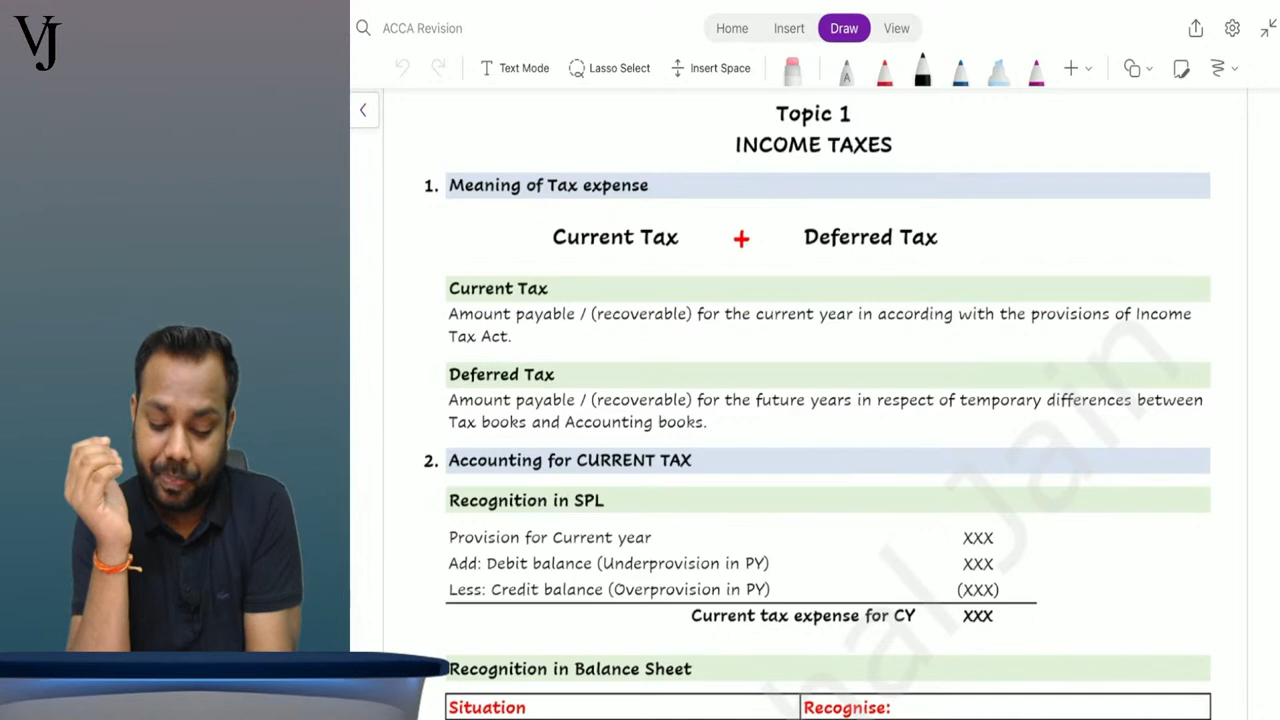 VJ
ACCA Revision
Home Insert Draw View
Text Mode Lasso Select Insert Space
Topic 1
INCOME TAXES
1. Meaning of Tax expense
Current Tax + Deferred Tax
Current Tax
Amount payable / (recoverable) for the current year in according with the provisions of Income
Tax Act.
Deferred Tax
Amount payable / (recoverable) for the future years in respect of temporary differences between
Tax books and Accounting books.
2. Accounting for CURRENT TAX
Recognition in SPL
Provision for Current year XXX
Add: Debit balance (Underprovision in PY) XXX
Less: Credit balance (Overprovision in PY) (XXX)
Current tax expense for CY XXX
Recognition in Balance Sheet
Situation Recognise:
al Jain